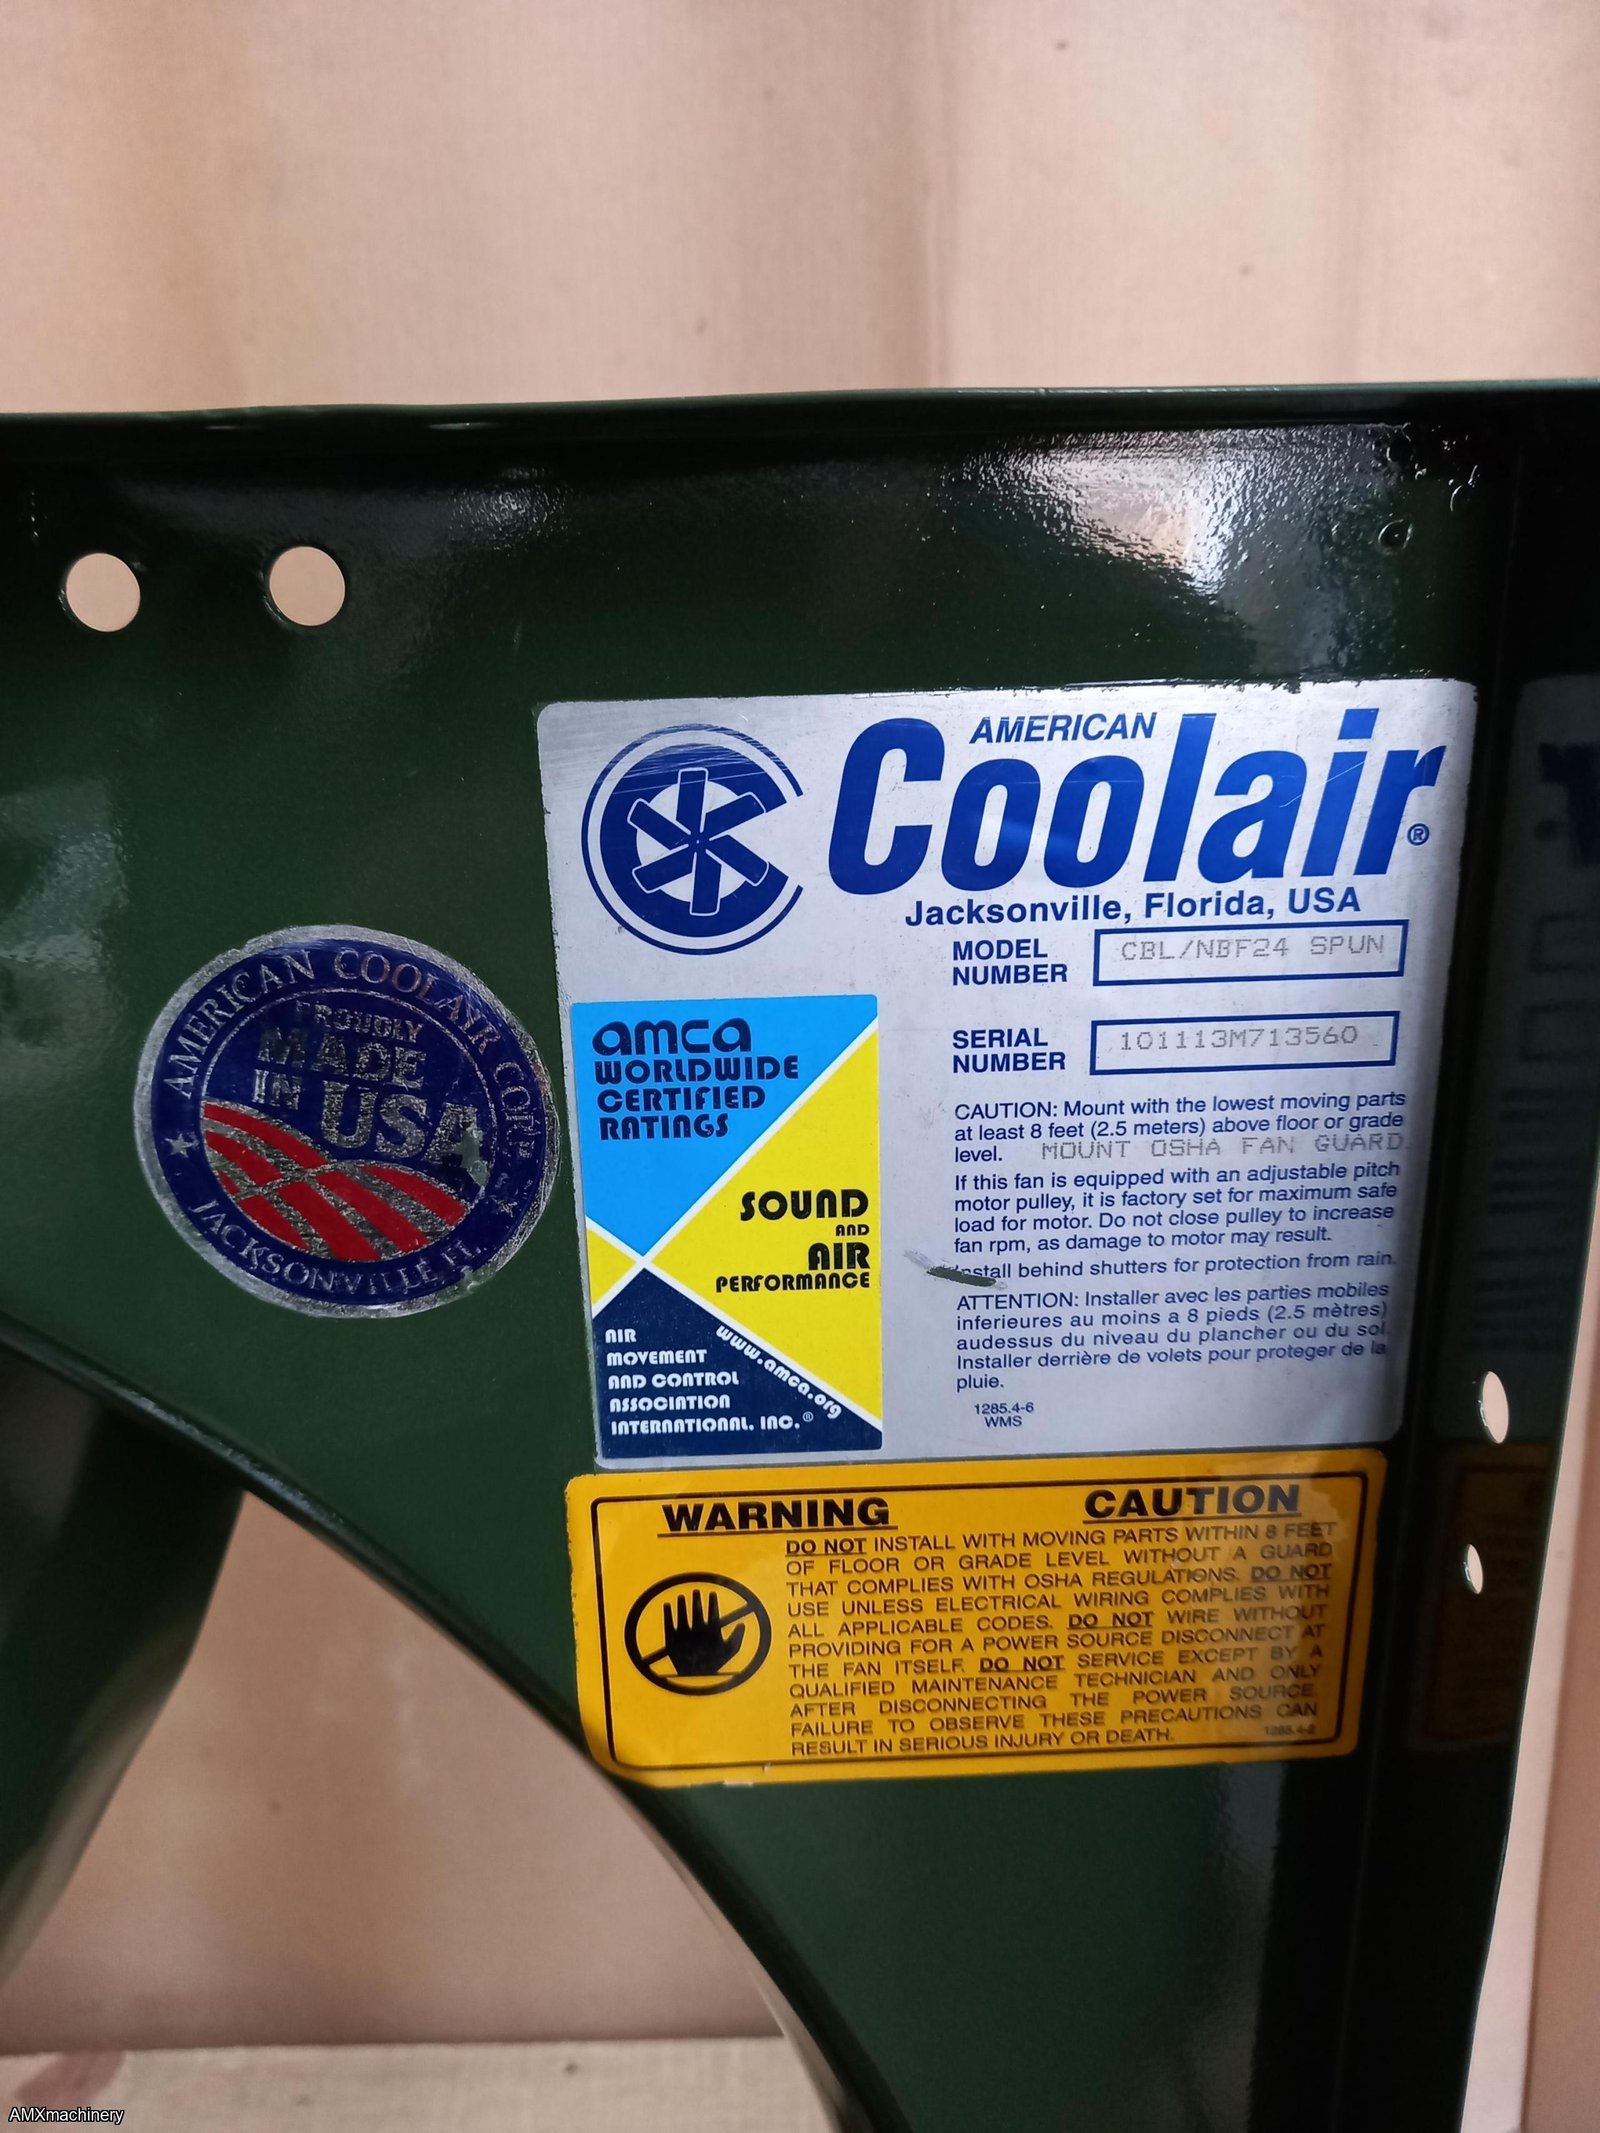 AMERICAN
Coolair®
Jacksonville, Florida, USA
MODEL
NUMBER
CBL/NBF24 SPUN
SERIAL
NUMBER
101113M713560
AMERICAN COOLAIR CORP.
PROUDLY
MADE
IN USA
JACKSONVILLE FL.
amca
WORLDWIDE
CERTIFIED
RATINGS
SOUND
AND
AIR
PERFORMANCE
AIR
MOVEMENT
AND CONTROL
ASSOCIATION
INTERNATIONAL, INC.®
www.amca.org
CAUTION: Mount with the lowest moving parts
at least 8 feet (2.5 meters) above floor or grade
level. MOUNT OSHA FAN GUARD
If this fan is equipped with an adjustable pitch
motor pulley, it is factory set for maximum safe
load for motor. Do not close pulley to increase
fan rpm, as damage to motor may result.
Install behind shutters for protection from rain.
ATTENTION: Installer avec les parties mobiles
inferieures au moins a 8 pieds (2.5 mètres)
audessus du niveau du plancher ou du sol.
Installer derrière de volets pour proteger de la
pluie.
1285.4-6
WMS
WARNING CAUTION
DO NOT INSTALL WITH MOVING PARTS WITHIN 8 FEET
OF FLOOR OR GRADE LEVEL WITHOUT A GUARD
THAT COMPLIES WITH OSHA REGULATIONS. DO NOT
USE UNLESS ELECTRICAL WIRING COMPLIES WITH
ALL APPLICABLE CODES. DO NOT WIRE WITHOUT
PROVIDING FOR A POWER SOURCE DISCONNECT AT
THE FAN ITSELF. DO NOT SERVICE EXCEPT BY A
QUALIFIED MAINTENANCE TECHNICIAN AND ONLY
AFTER DISCONNECTING THE POWER SOURCE.
FAILURE TO OBSERVE THESE PRECAUTIONS CAN
RESULT IN SERIOUS INJURY OR DEATH.
1285.4-2
AMXmachinery